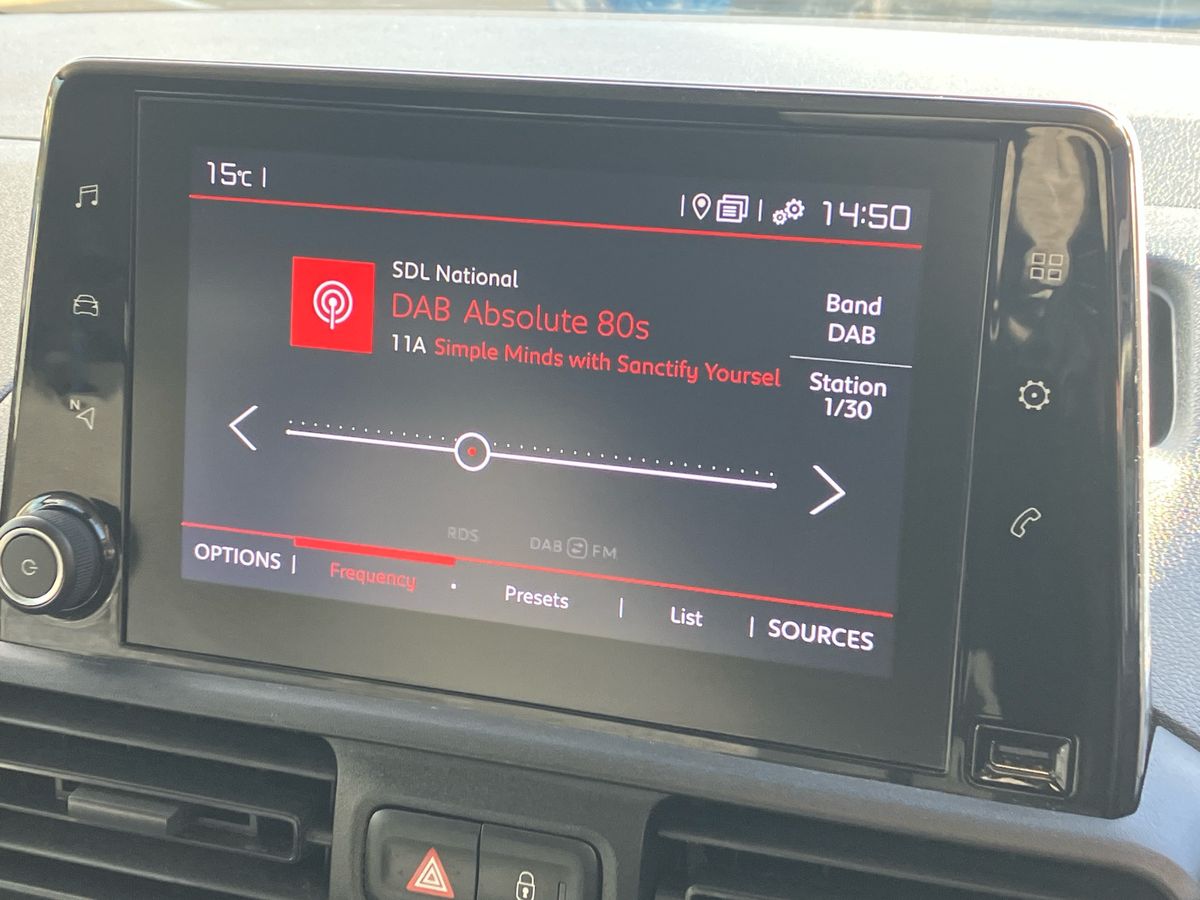 15°C |
| | 14:50
SDL National
DAB Absolute 80s
11A Simple Minds with Sanctify Yoursel
Band
DAB
Station
1/30
N
RDS
DAB FM
OPTIONS | Frequency · Presets | List | SOURCES